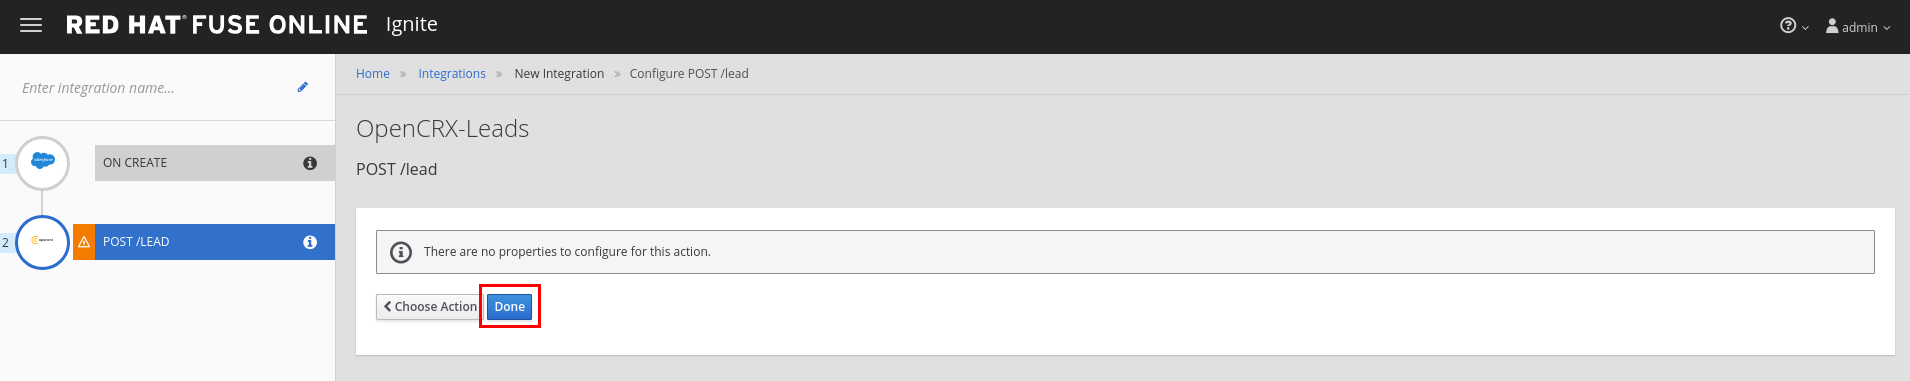 RED HAT® FUSE ONLINE Ignite
admin
Enter integration name...
Home » Integrations » New Integration » Configure POST /lead
OpenCRX-Leads
POST /lead
1
ON CREATE
2
POST /LEAD
There are no properties to configure for this action.
Choose Action
Done